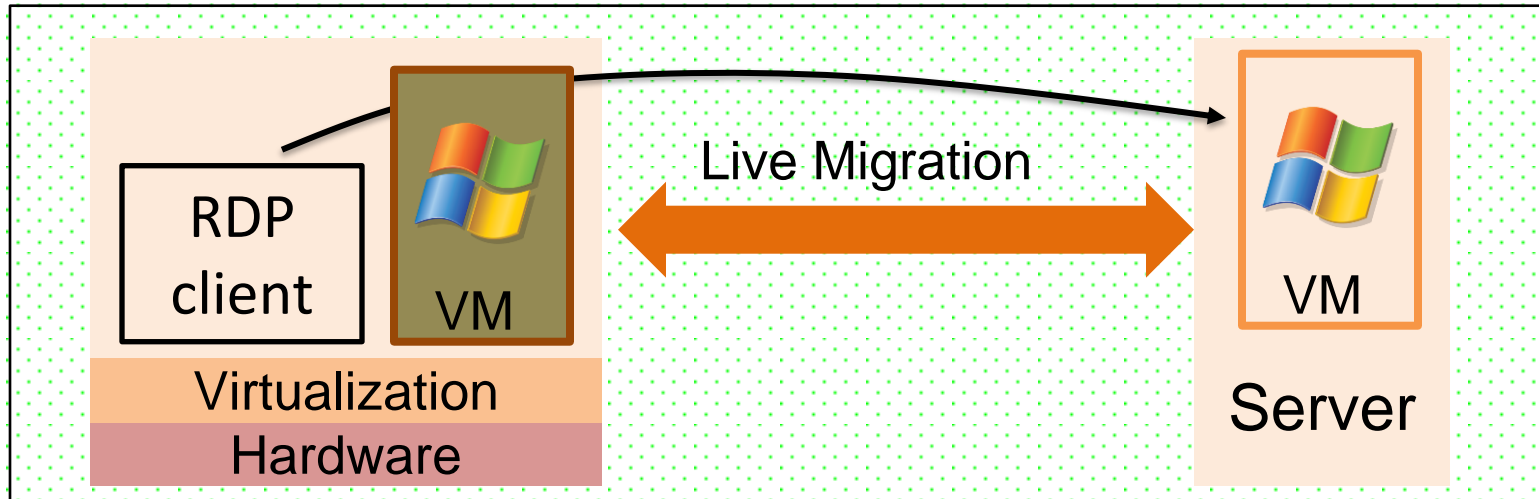 RDP
client
VM
Virtualization
Hardware
Live Migration
VM
Server